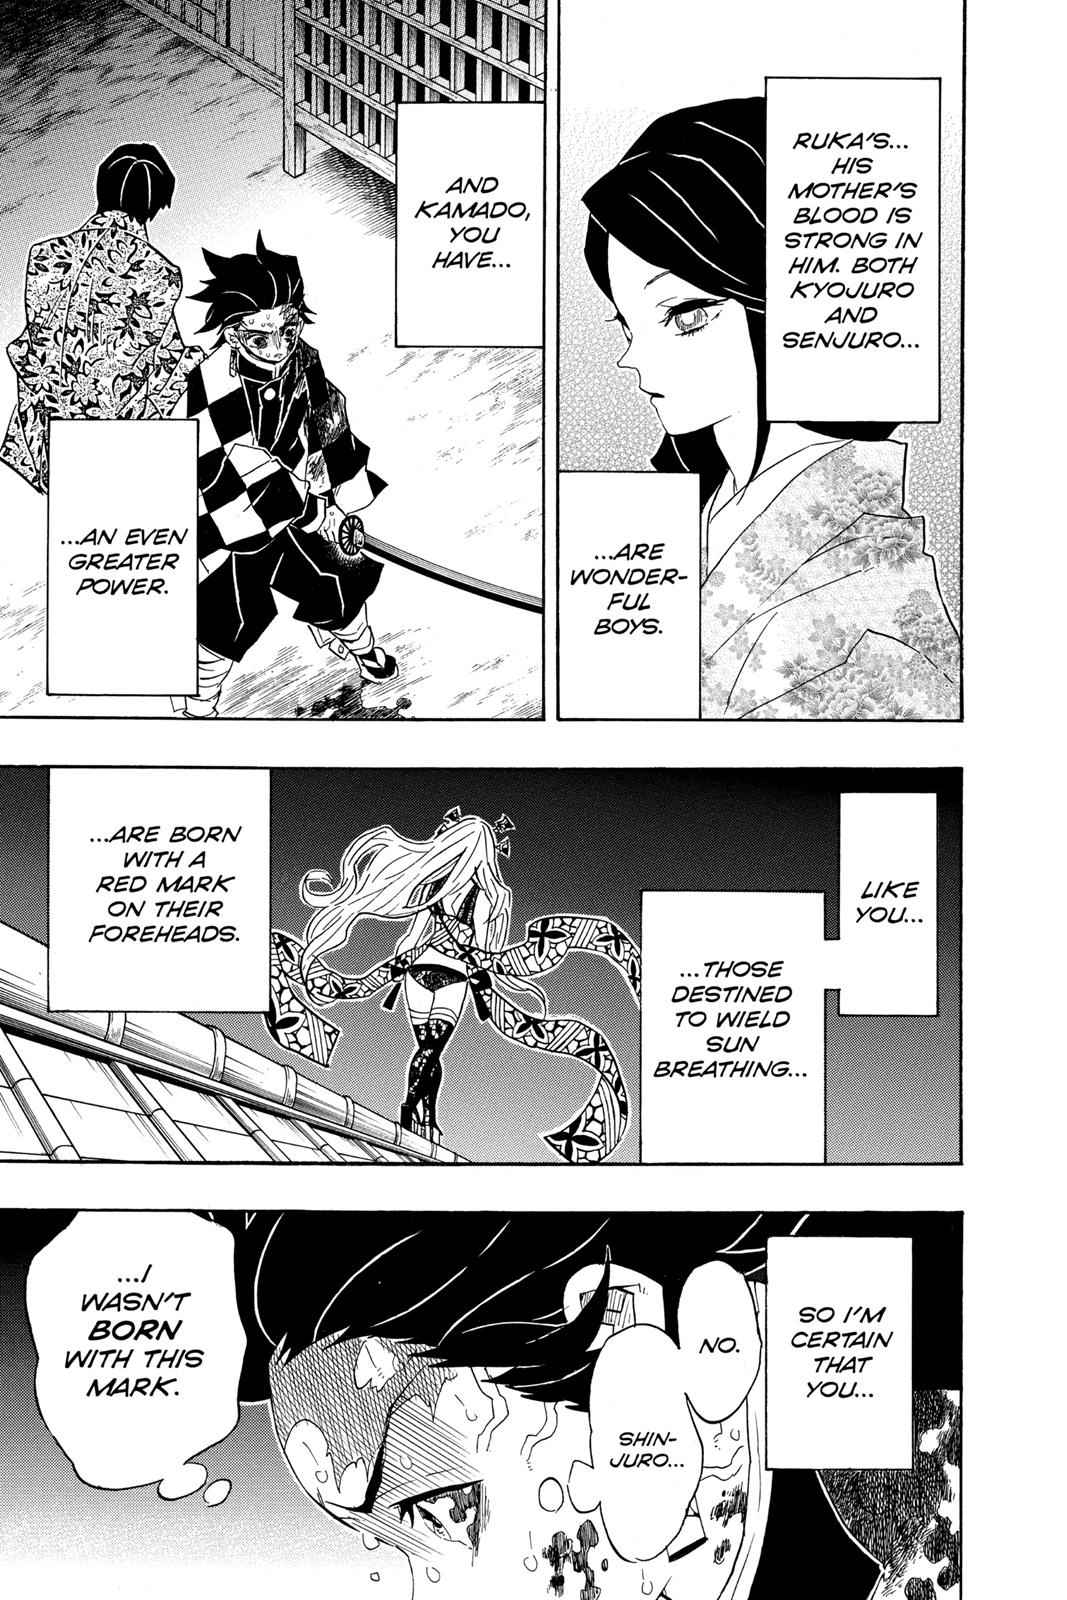 RUKA'S...
HIS
MOTHER'S
BLOOD IS
STRONG IN
HIM. BOTH
KYOJURO
AND
SENJURO...
...ARE
WONDER-
FUL
BOYS.
AND
KAMADO,
YOU
HAVE...
...AN EVEN
GREATER
POWER.
LIKE
YOU...
...THOSE
DESTINED
TO WIELD
SUN
BREATHING...
...ARE BORN
WITH A
RED MARK
ON THEIR
FOREHEADS.
SO I'M
CERTAIN
THAT
YOU...
NO.
SHIN-
JURO...
...I
WASN'T
BORN
WITH THIS
MARK.